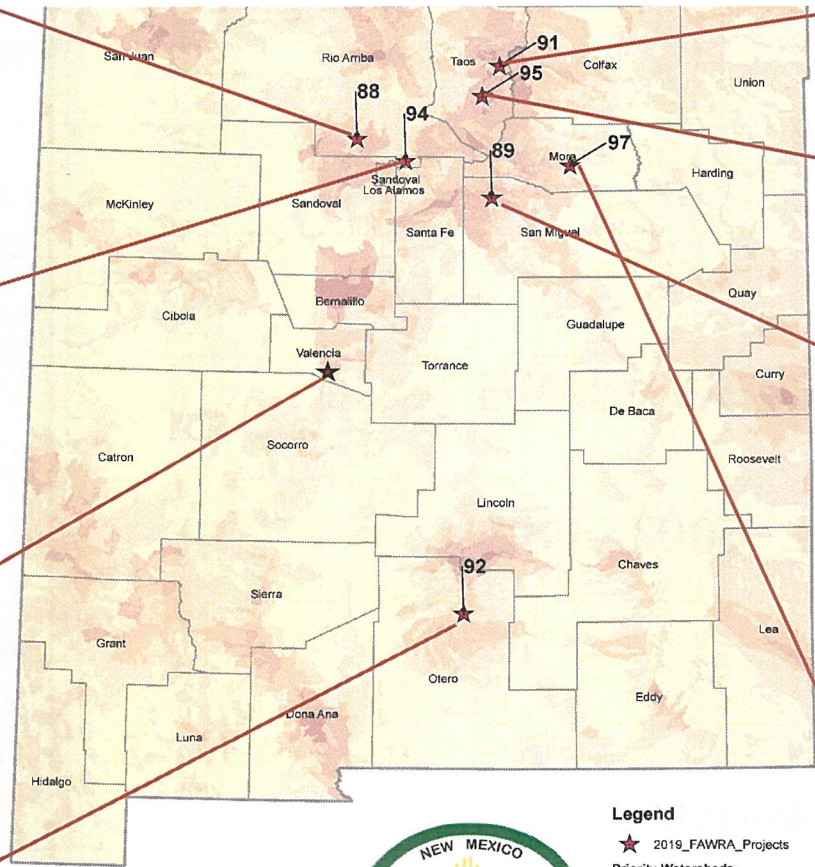 91
San Juan
Rio Arriba
Taos
Colfax
95
Union
88
94
97
89
Mora
Harding
Sandoval
Los Alamos
McKinley
Sandoval
Santa Fe
San Miguel
Quay
Bernalillo
Cibola
Guadalupe
Valencia
Torrance
Curry
De Baca
Catron
Socorro
Roosevelt
Lincoln
92
Chaves
Sierra
Grant
Lea
Otero
Eddy
Dona Ana
Luna
Hidalgo
Legend
NEW MEXICO
2019_FAWRA_Projects
Priority Watersheds